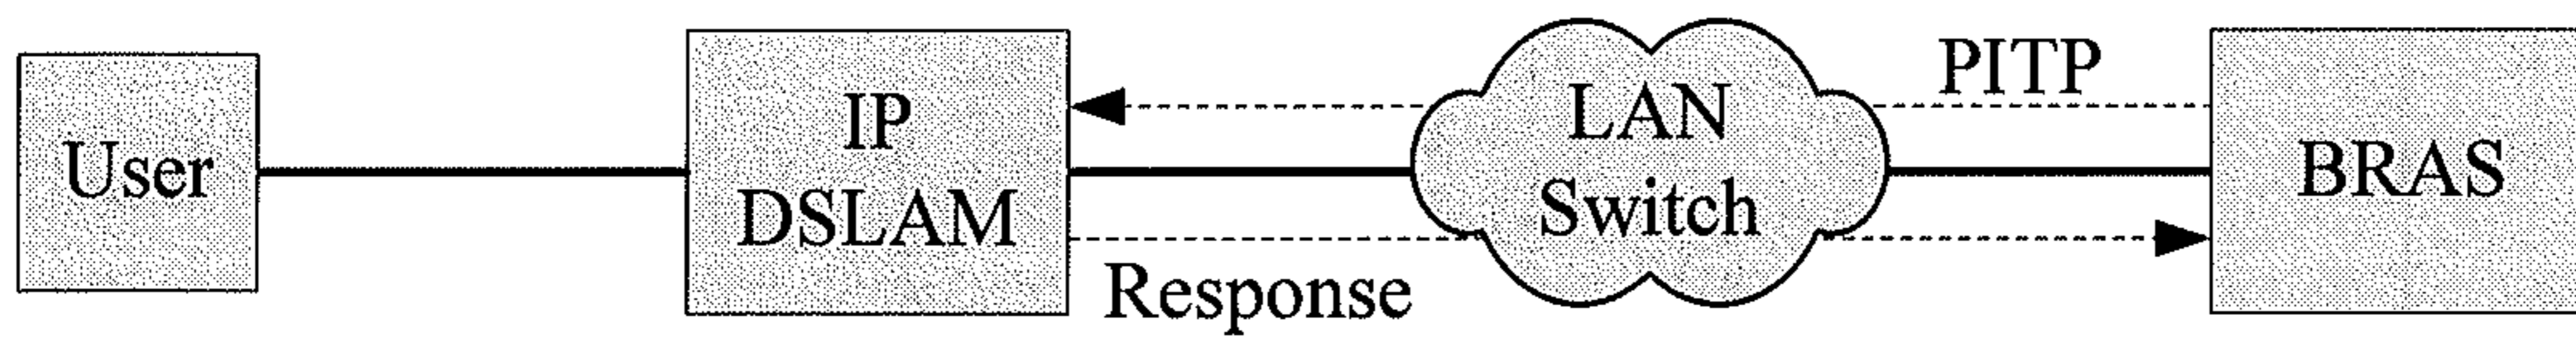 User
IP
DSLAM
Response
LAN
Switch
PITP
BRAS